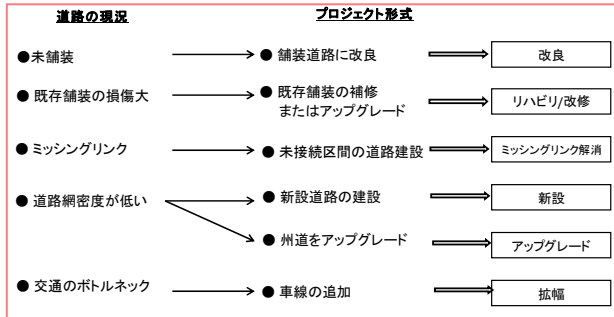 道路の現況 プロジェクト形式
●未舗装 ● 舗装道路に改良 改良
● 既存舗装の損傷大 ● 既存舗装の補修
またはアップグレード リハビリ/改修
● ミッシングリンク ● 未接続区間の道路建設 ミッシングリンク解消
● 道路網密度が低い ● 新設道路の建設 新設
● 州道をアップグレード アップグレード
● 交通のボトルネック ● 車線の追加 拡幅